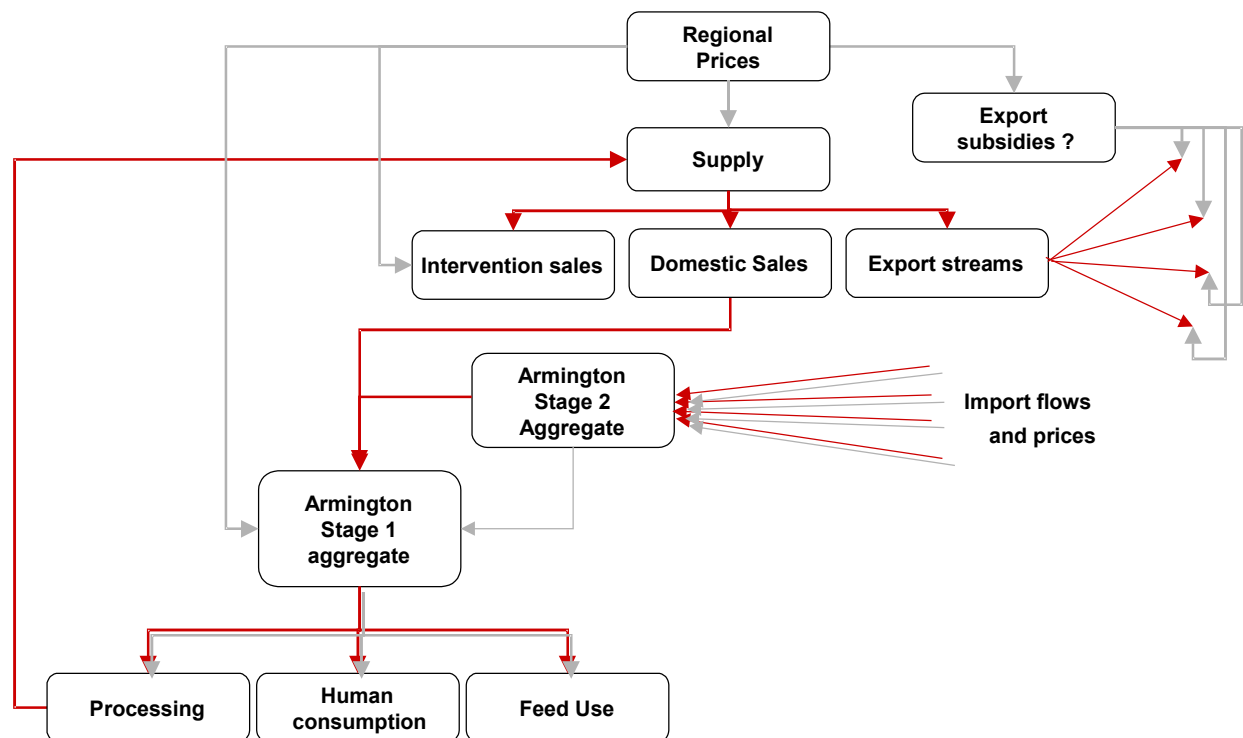 Regional
Prices
Export
subsidies ?
Supply
Intervention sales
Domestic Sales
Export streams
Armington
Stage 2
Aggregate
Import flows
and prices
Armington
Stage 1
aggregate
Processing
Human
consumption
Feed Use